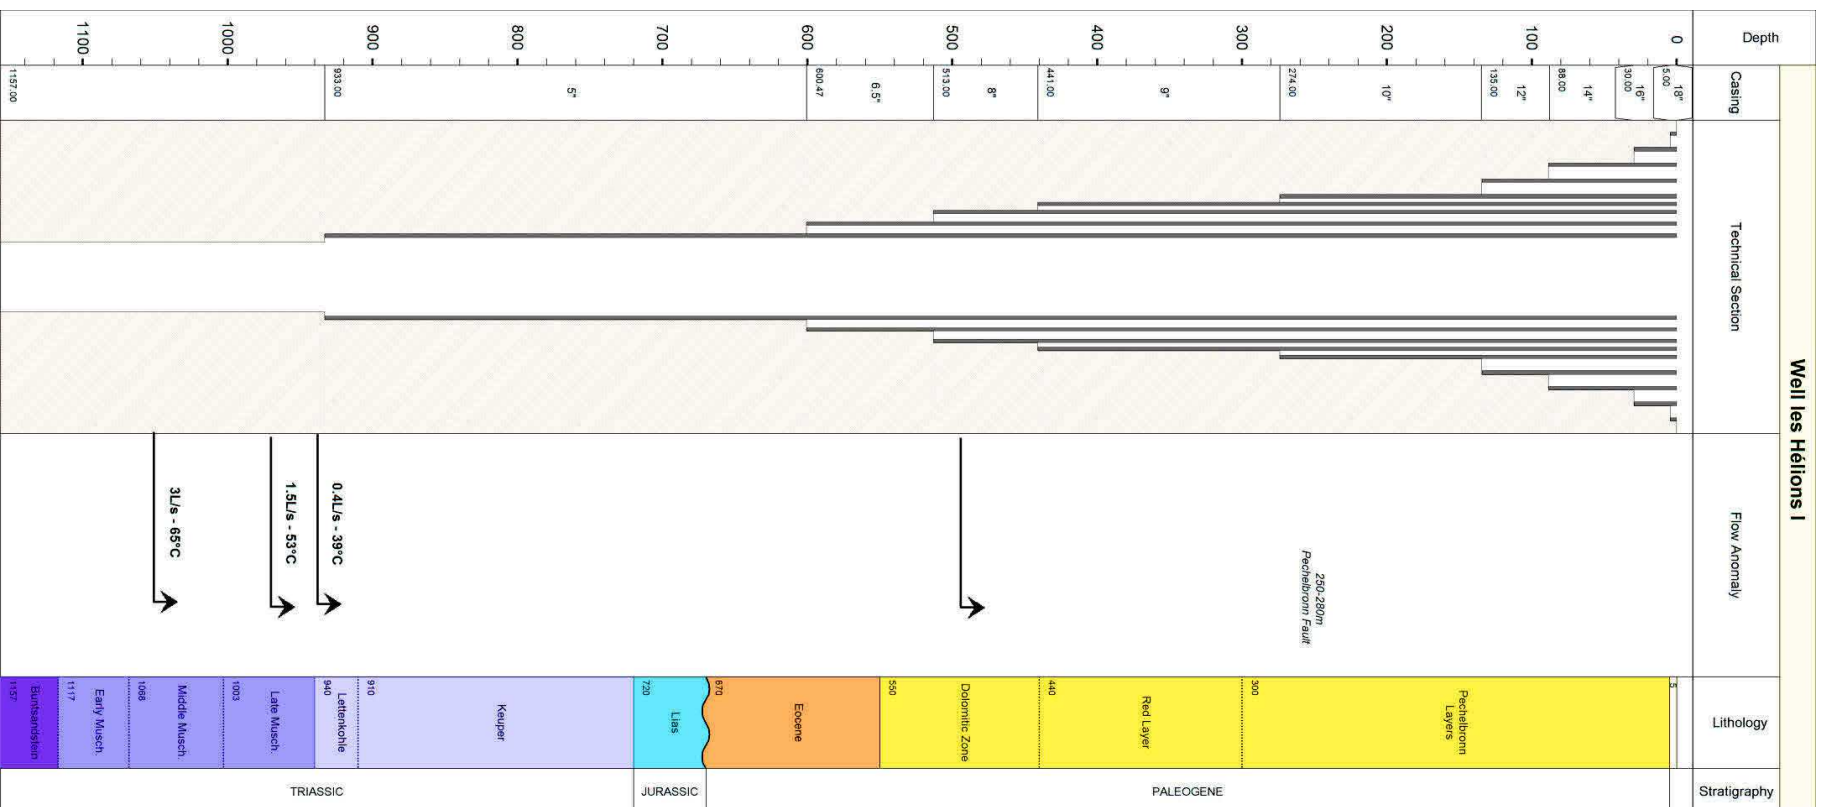 Well les Hélions I
Depth
Casing
Technical Section
Flow Anomaly
Lithology
Stratigraphy
0
100
200
300
400
500
600
700
800
900
1000
1100
18"
5.00
16"
30.00
14"
88.00
12"
135.00
10"
274.00
9"
441.00
8"
513.00
6.5"
600.47
5"
933.00
1157.00
250-280m
Pechelbronn Fault
0.4L/s - 39°C
1.5L/s - 53°C
3L/s - 65°C
5
Pechelbronn
Layers
300
Red Layer
440
Dolomitic Zone
550
Eocene
670
Lias
720
Keuper
910
Lettenkohle
940
Late Musch.
1003
Middle Musch.
1068
Early Musch.
1117
Buntsandstein
1157
PALEOGENE
JURASSIC
TRIASSIC